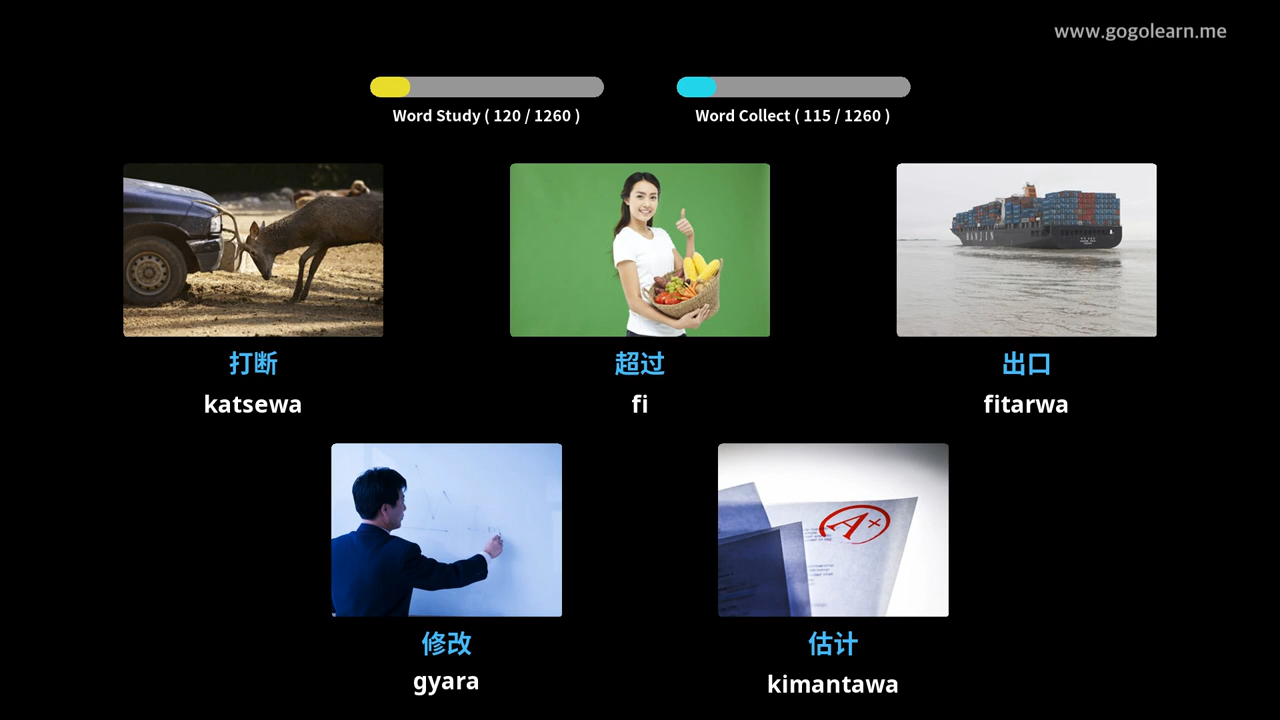 www.gogolearn.me
Word Study ( 120 / 1260 )
Word Collect ( 115 / 1260 )
HANJIN
打断
超过
出口
katsewa
fi
fitarwa
A+
修改
估计
gyara
kimantawa